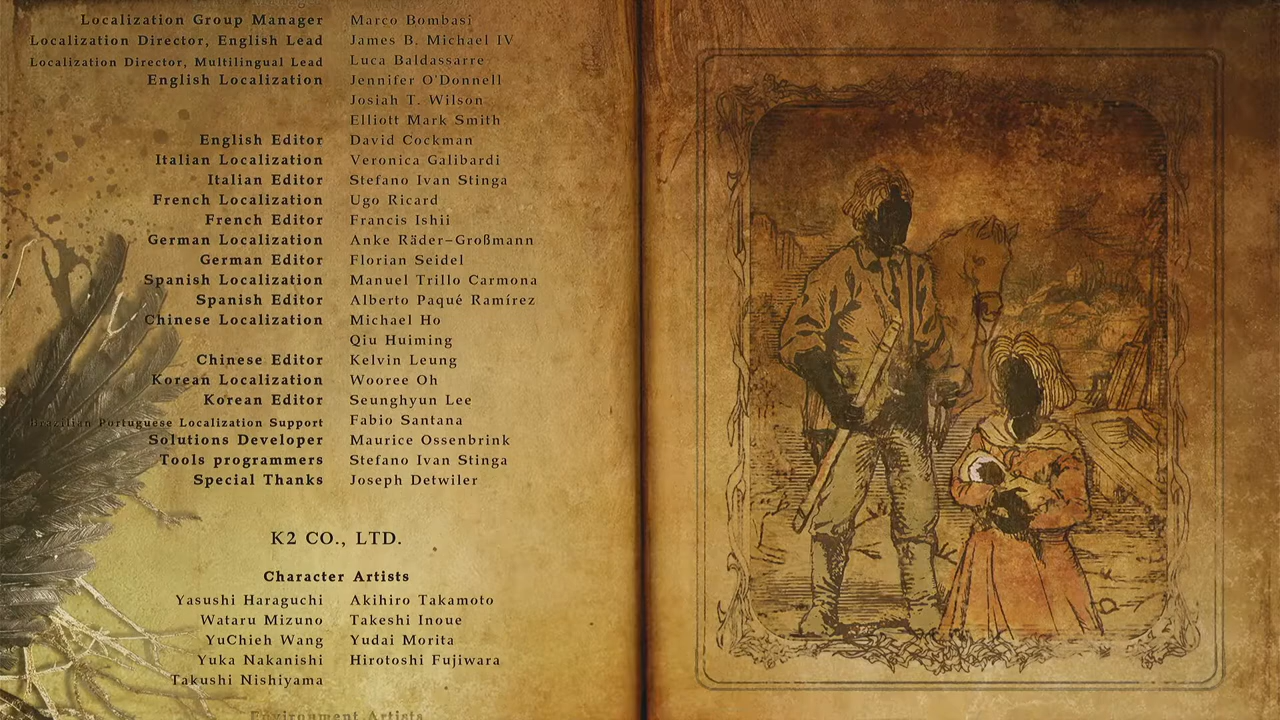 Localization Group Manager Marco Bombasi
Localization Director, English Lead James B. Michael IV
Localization Director, Multilingual Lead Luca Baldassarre
English Localization Jennifer O'Donnell
Josiah T. Wilson
Elliott Mark Smith
English Editor David Cockman
Italian Localization Veronica Galibardi
Italian Editor Stefano Ivan Stinga
French Localization Ugo Ricard
French Editor Francis Ishii
German Localization Anke Räder-Großmann
German Editor Florian Seidel
Spanish Localization Manuel Trillo Carmona
Spanish Editor Alberto Paqué Ramírez
Chinese Localization Michael Ho
Qiu Huiming
Chinese Editor Kelvin Leung
Korean Localization Wooree Oh
Korean Editor Seunghyun Lee
Brazilian Portuguese Localization Support Fabio Santana
Solutions Developer Maurice Ossenbrink
Tools programmers Stefano Ivan Stinga
Special Thanks Joseph Detwiler
K2 CO., LTD.
Character Artists
Yasushi Haraguchi Akihiro Takamoto
Wataru Mizuno Takeshi Inoue
YuChieh Wang Yudai Morita
Yuka Nakanishi Hirotoshi Fujiwara
Takushi Nishiyama
Environment Artists